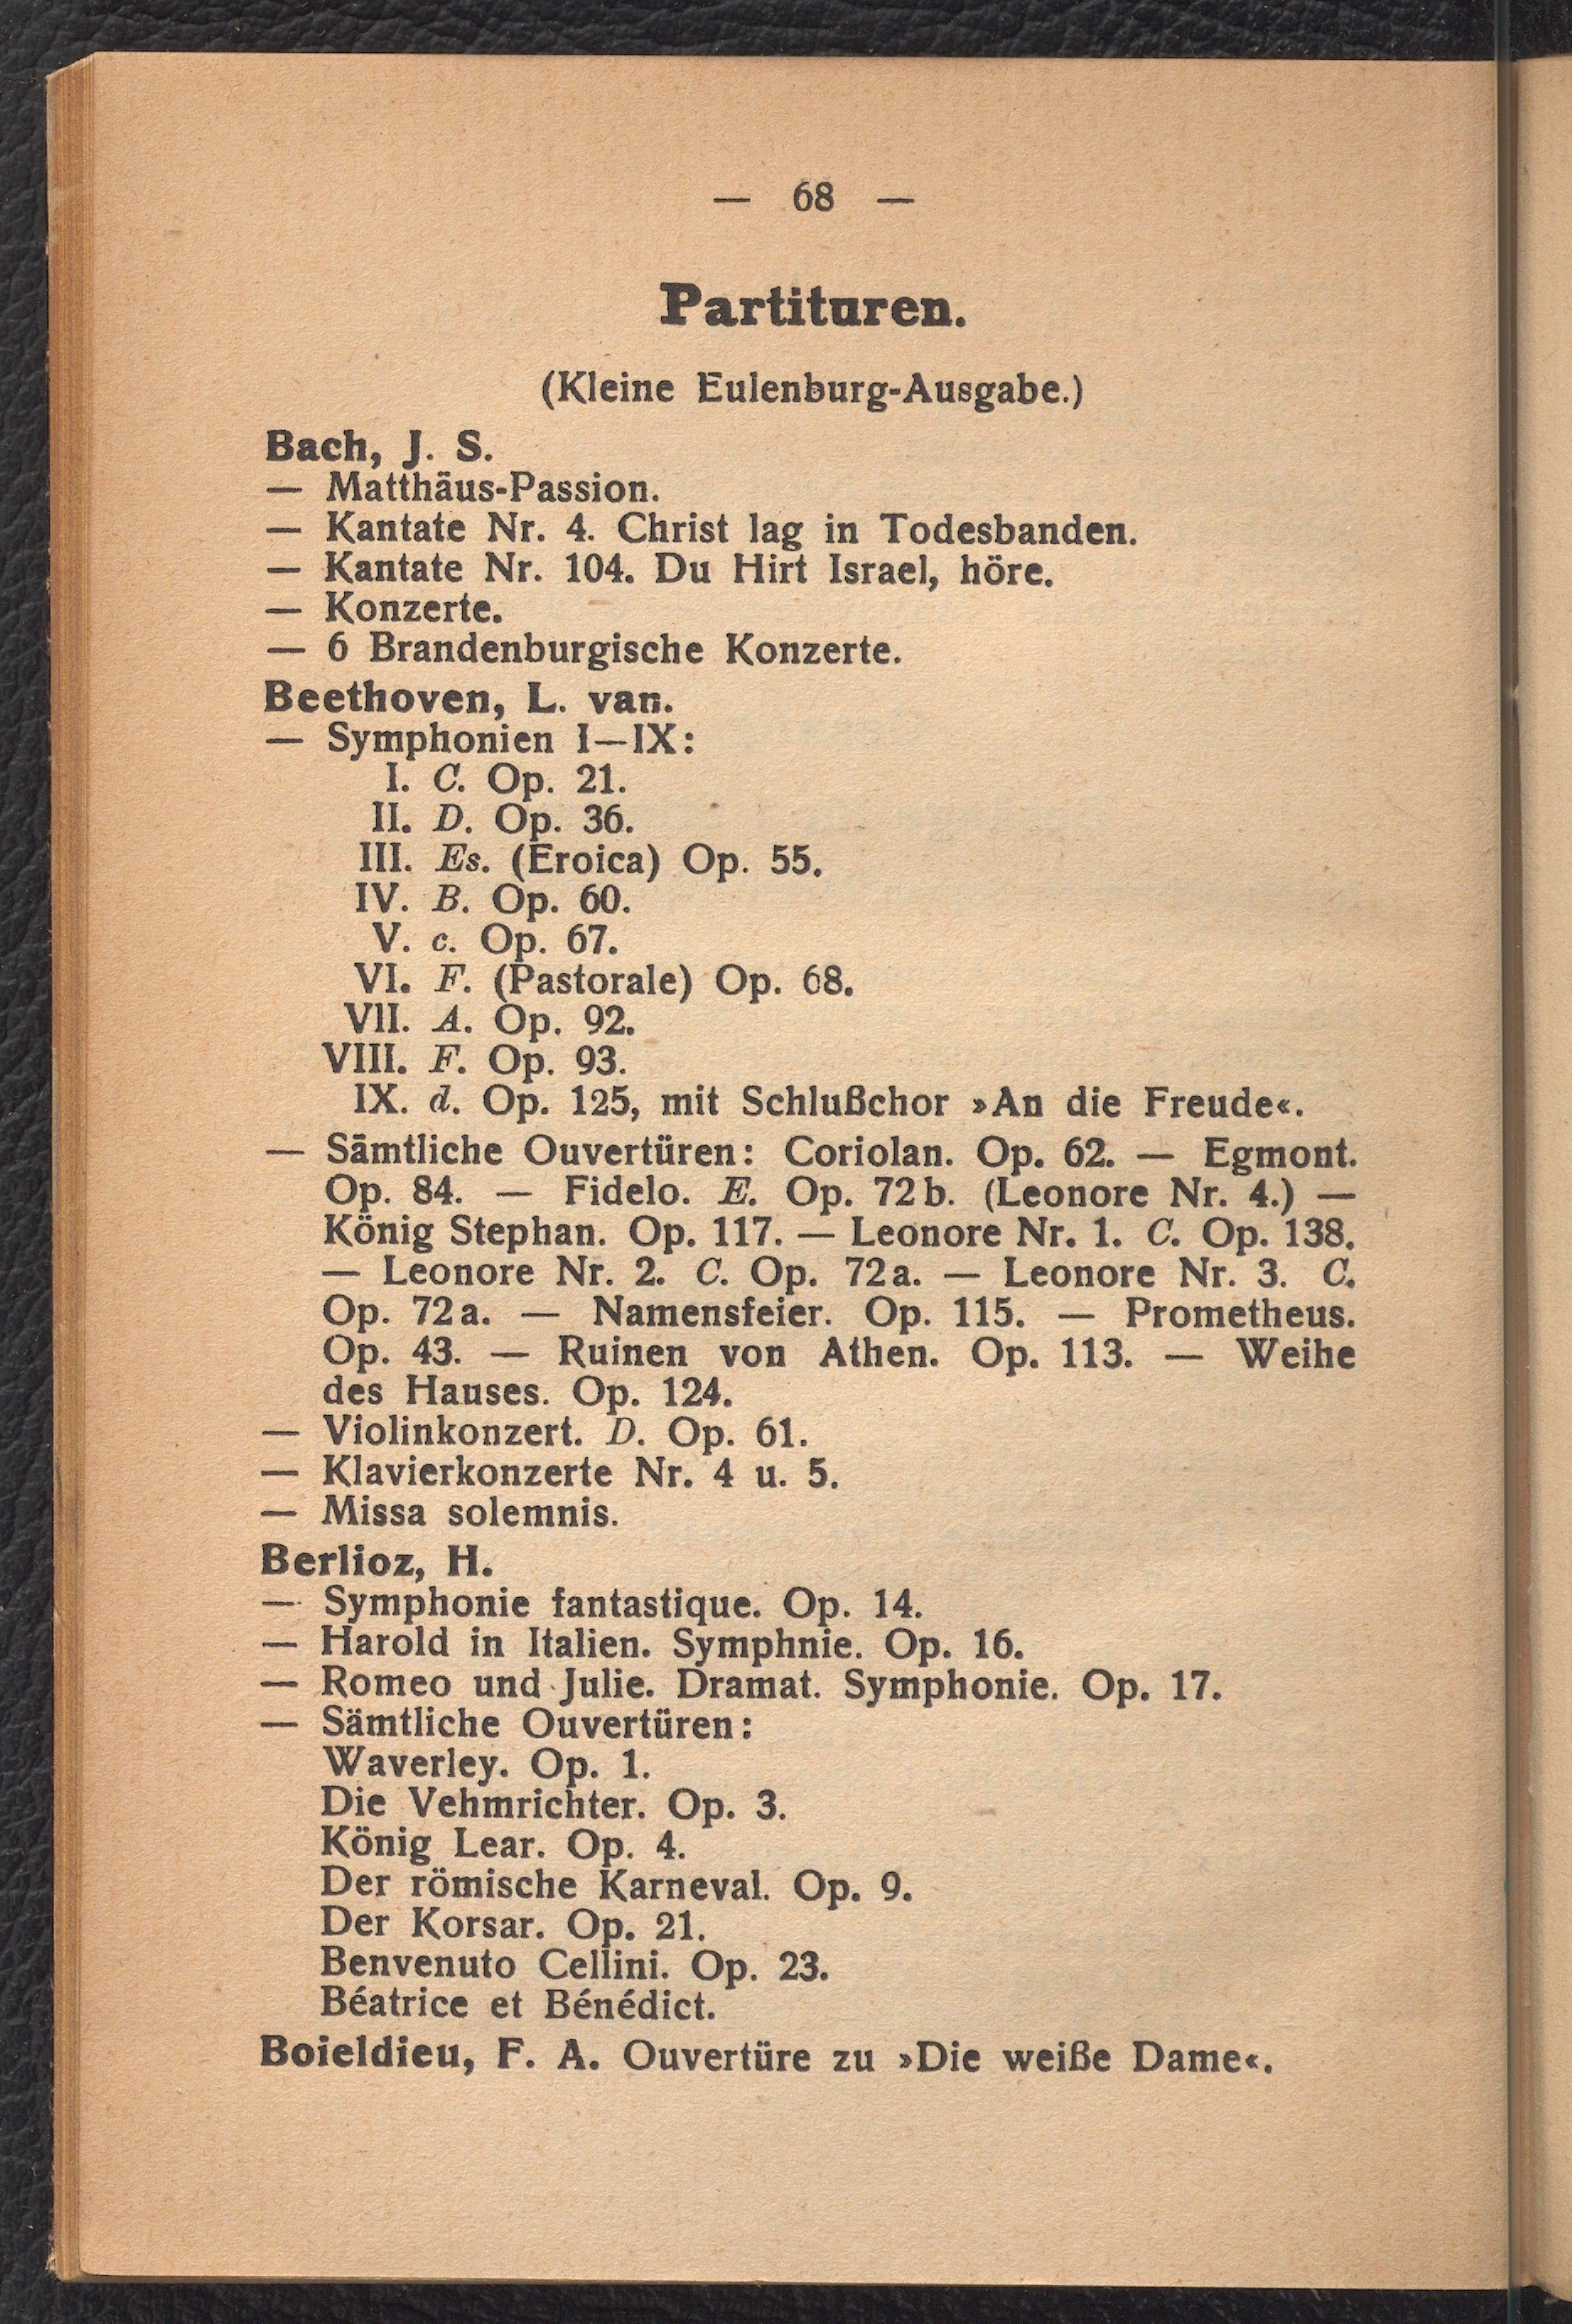 — 68 —
Partituren.
(Kleine Eulenburg-Ausgabe.)
Bach, J. S.
— Matthäus-Passion.
— Kantate Nr. 4. Christ lag in Todesbanden.
— Kantate Nr. 104. Du Hirt Israel, höre.
— Konzerte.
— 6 Brandenburgische Konzerte.
Beethoven, L. van.
— Symphonien I—IX:
I. C. Op. 21.
II. D. Op. 36.
III. Es. (Eroica) Op. 55.
IV. B. Op. 60.
V. c. Op. 67.
VI. F. (Pastorale) Op. 68.
VII. A. Op. 92.
VIII. F. Op. 93.
IX. d. Op. 125, mit Schlußchor »An die Freude«.
— Sämtliche Ouvertüren: Coriolan. Op. 62. — Egmont.
Op. 84. — Fidelo. E. Op. 72b. (Leonore Nr. 4.) —
König Stephan. Op. 117. — Leonore Nr. 1. C. Op. 138.
— Leonore Nr. 2. C. Op. 72a. — Leonore Nr. 3. C.
Op. 72a. — Namensfeier. Op. 115. — Prometheus.
Op. 43. — Ruinen von Athen. Op. 113. — Weihe
des Hauses. Op. 124.
— Violinkonzert. D. Op. 61.
— Klavierkonzerte Nr. 4 u. 5.
— Missa solemnis.
Berlioz, H.
— Symphonie fantastique. Op. 14.
— Harold in Italien. Symphnie. Op. 16.
— Romeo und Julie. Dramat. Symphonie. Op. 17.
— Sämtliche Ouvertüren:
Waverley. Op. 1.
Die Vehmrichter. Op. 3.
König Lear. Op. 4.
Der römische Karneval. Op. 9.
Der Korsar. Op. 21.
Benvenuto Cellini. Op. 23.
Béatrice et Bénédict.
Boieldieu, F. A. Ouvertüre zu »Die weiße Dame«.